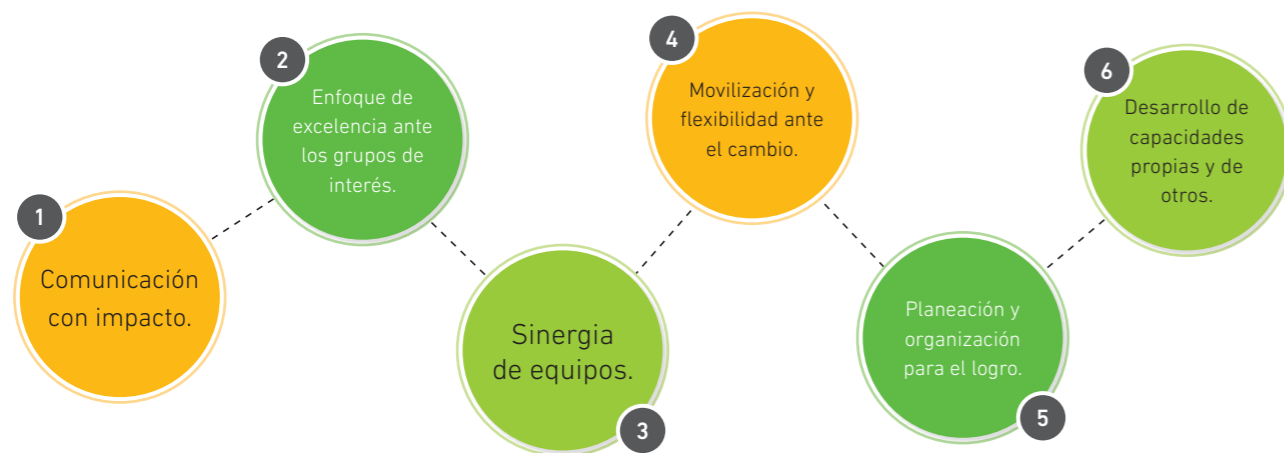 1
Comunicación
con impacto.
2
Enfoque de
excelencia ante
los grupos de
interés.
3
Sinergia
de equipos.
4
Movilización y
flexibilidad ante
el cambio.
5
Planeación y
organización
para el logro.
6
Desarrollo de
capacidades
propias y de
otros.